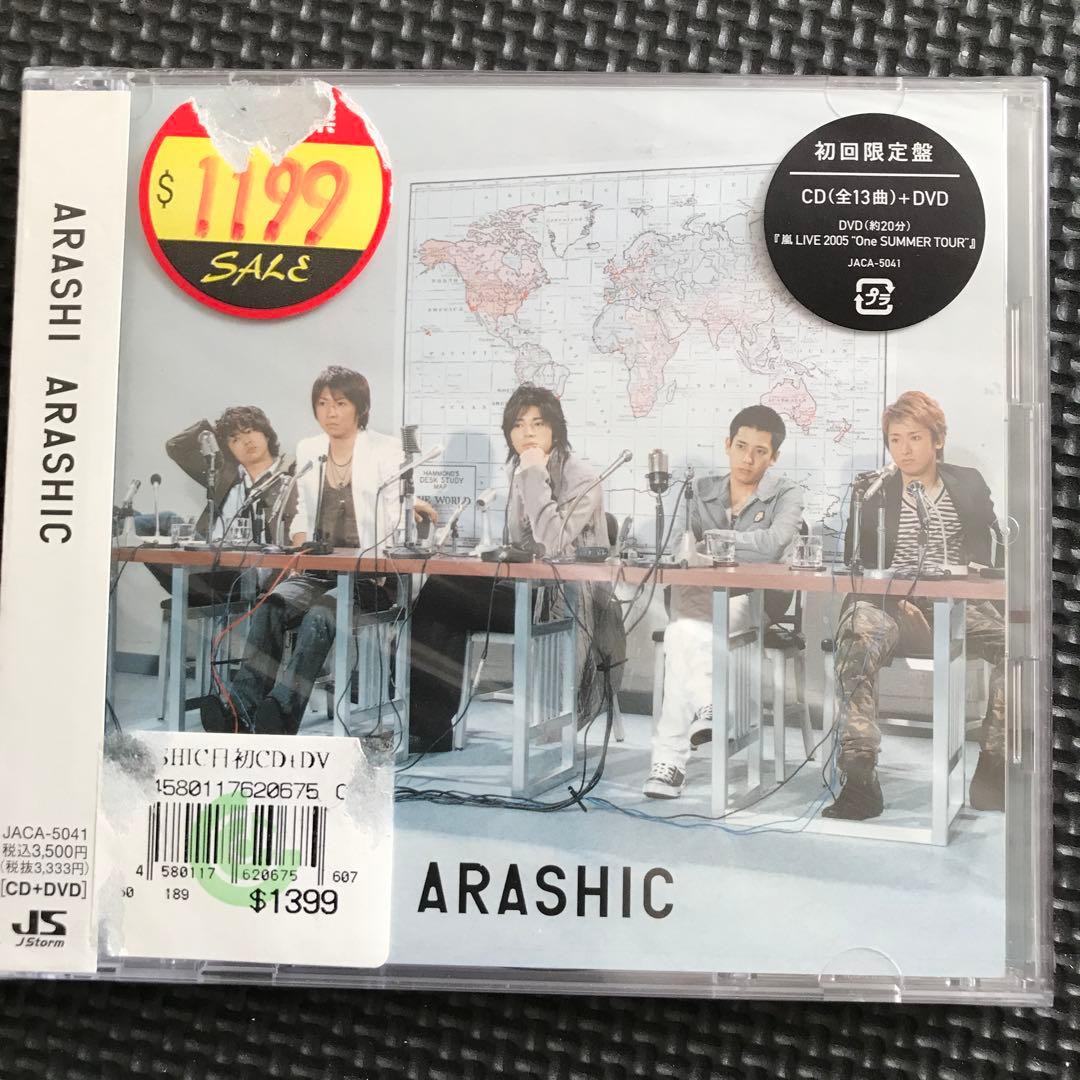 ARASHI ARASHIC
JACA-5041
税込3,500円
(税抜3,333円)
[CD+DVD]
JS
J Storm
$1199
SALE
初回限定盤
CD(全13曲)+DVD
DVD(約20分)
『嵐 LIVE 2005 "One SUMMER TOUR"』
JACA-5041
プラ
HAMMOND'S
DESK STUDY
MAP
THE WORLD
SHIC日初CD+DV
4580117620675
4 580117 620675 607
189
$1399
ARASHIC